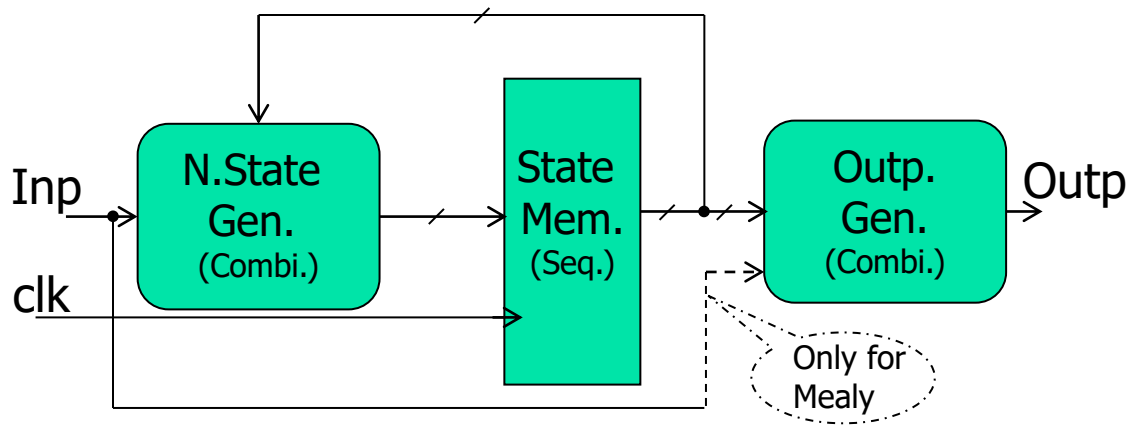 Inp
clk
N.State
Gen.
(Combi.)
State
Mem.
(Seq.)
Outp.
Gen.
(Combi.)
Outp
Only for
Mealy